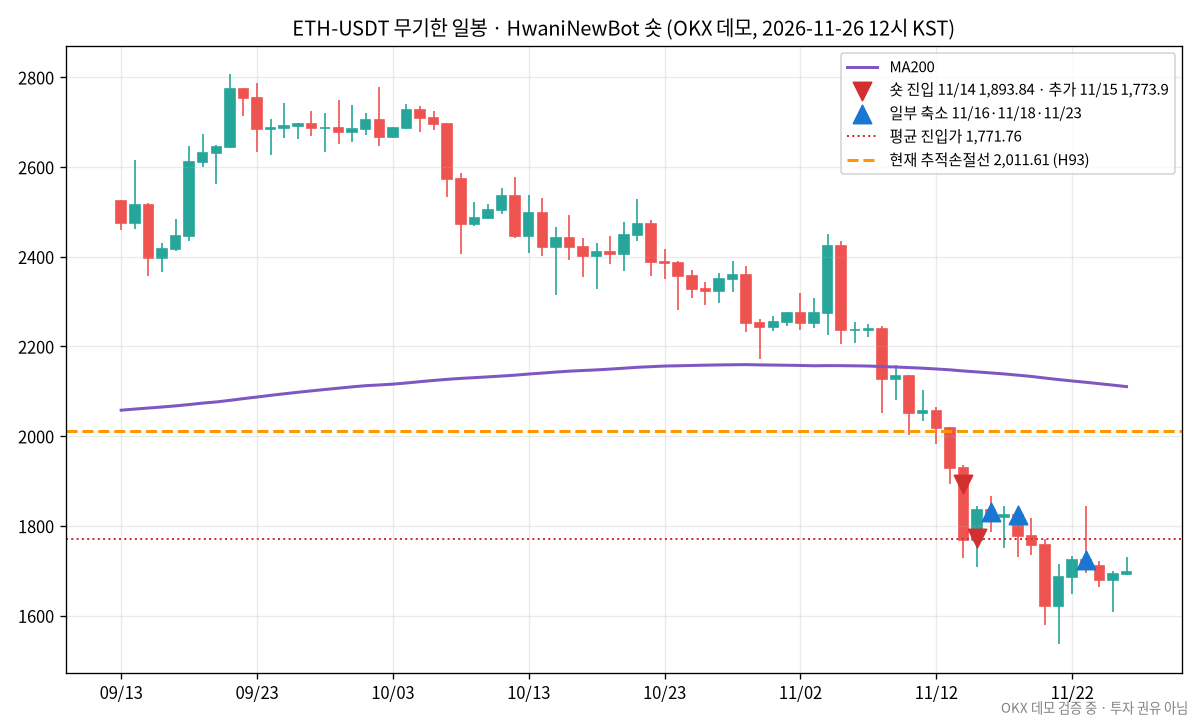 ETH-USDT 무기한 일봉 · HwaniNewBot 숏 (OKX 데모, 2026-11-26 12시 KST)
MA200
숏 진입 11/14 1,893.84 · 추가 11/15 1,773.9
일부 축소 11/16·11/18·11/23
평균 진입가 1,771.76
현재 추적손절선 2,011.61 (H93)
2800
2600
2400
2200
2000
1800
1600
09/13 09/23 10/03 10/13 10/23 11/02 11/12 11/22
OKX 데모 검증 중 · 투자 권유 아님